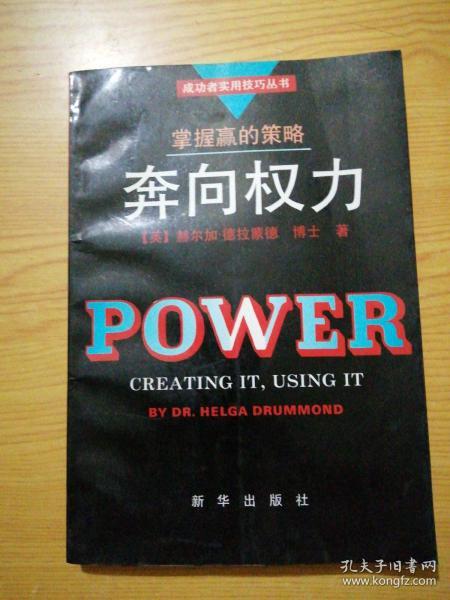 成功者实用技巧丛书
掌握赢的策略
奔向权力
【英】赫尔加·德拉蒙德 博士 著
POWER
CREATING IT, USING IT
BY DR. HELGA DRUMMOND
新华出版社
孔夫子旧书网
www.kongfz.com